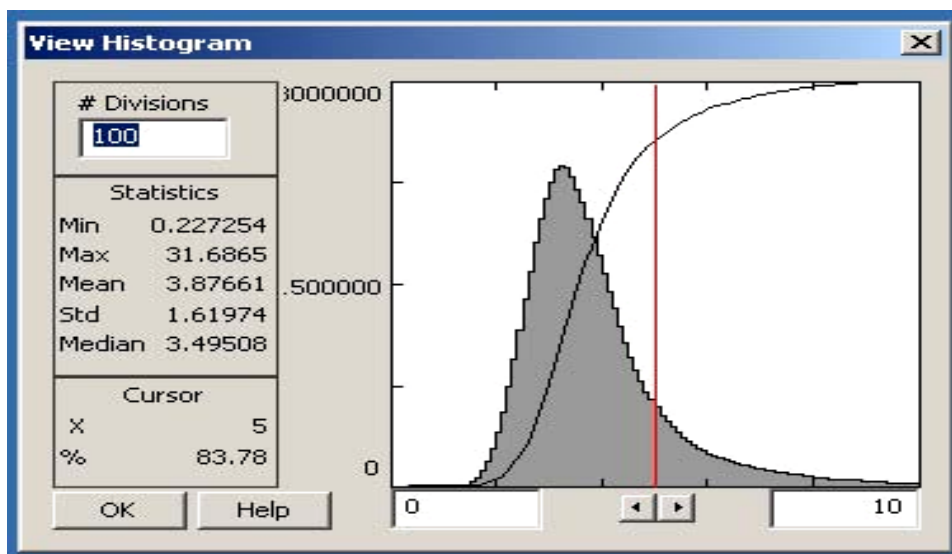 View Histogram
# Divisions
100
Statistics
Min 0.227254
Max 31.6865
Mean 3.87661
Std 1.61974
Median 3.49508
Cursor
X 5
% 83.78
OK Help
3000000
.500000
0
0 10